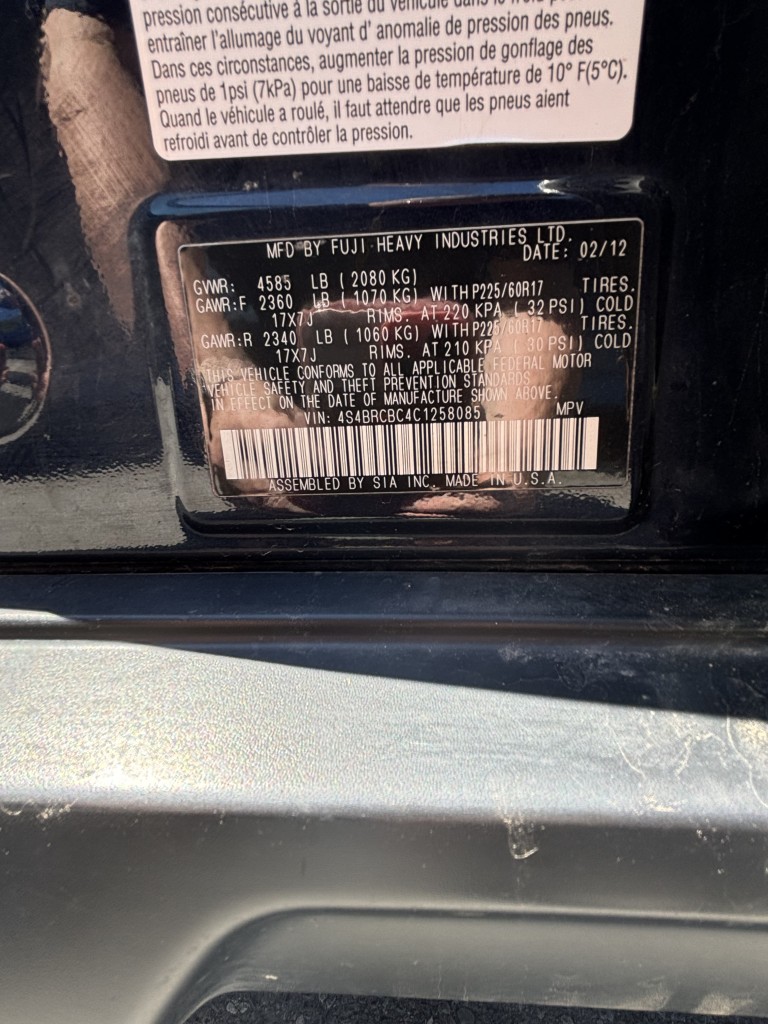 pression consécutive à la sortie du véhicule dans le froid
entraîner l'allumage du voyant d' anomalie de pression des pneus.
Dans ces circonstances, augmenter la pression de gonflage des
pneus de 1psi (7kPa) pour une baisse de température de 10° F(5°C).
Quand le véhicule a roulé, il faut attendre que les pneus aient
refroidi avant de contrôler la pression.
MFD BY FUJI HEAVY INDUSTRIES LTD.
DATE: 02/12
GVWR: 4585 LB ( 2080 KG)
GAWR:F 2360 LB ( 1070 KG) WITH P225/60R17 TIRES.
17X7J RIMS. AT 220 KPA ( 32 PSI) COLD
GAWR:R 2340 LB ( 1060 KG) WITH P225/60R17 TIRES.
17X7J RIMS. AT 210 KPA ( 30 PSI) COLD
THIS VEHICLE CONFORMS TO ALL APPLICABLE FEDERAL MOTOR
VEHICLE SAFETY AND THEFT PREVENTION STANDARDS
IN EFFECT ON THE DATE OF MANUFACTURE SHOWN ABOVE.
VIN: 4S4BRCBC4C1258085 MPV
ASSEMBLED BY SIA INC. MADE IN U.S.A.